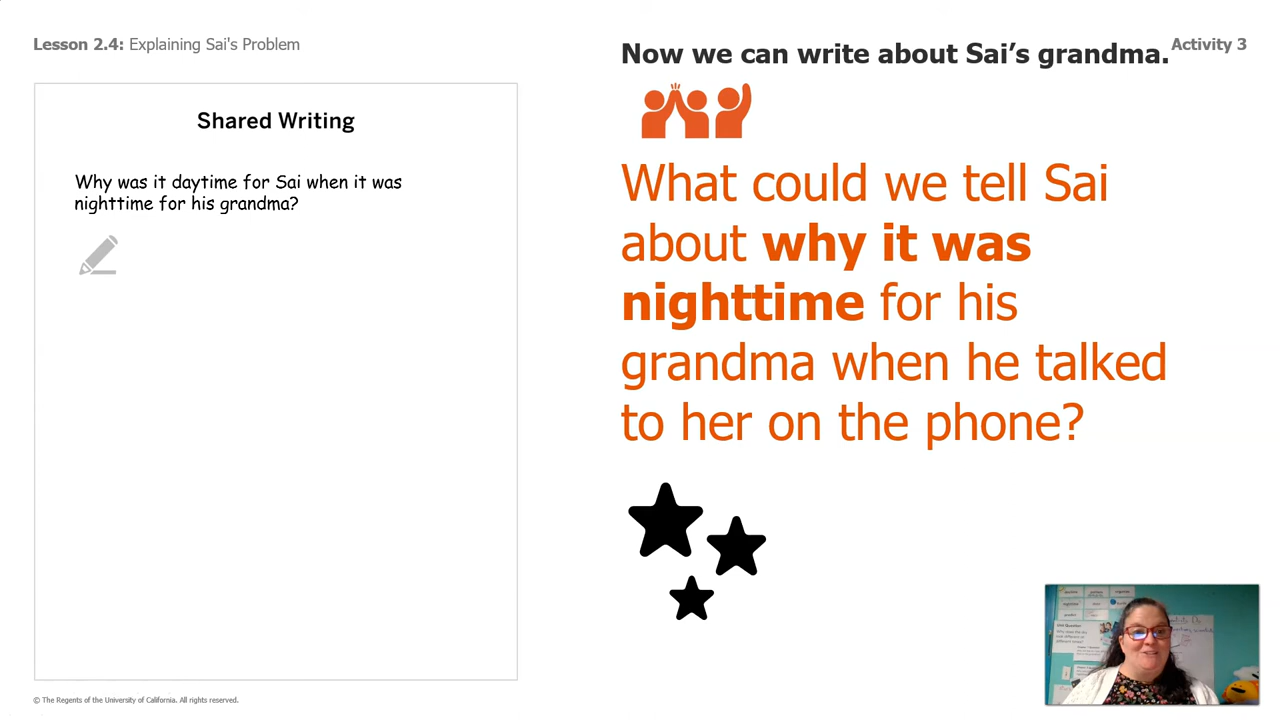 Lesson 2.4: Explaining Sai's Problem
Activity 3
Shared Writing
Why was it daytime for Sai when it was
nighttime for his grandma?
Now we can write about Sai’s grandma.
What could we tell Sai
about why it was
nighttime for his
grandma when he talked
to her on the phone?
© The Regents of the University of California. All rights reserved.